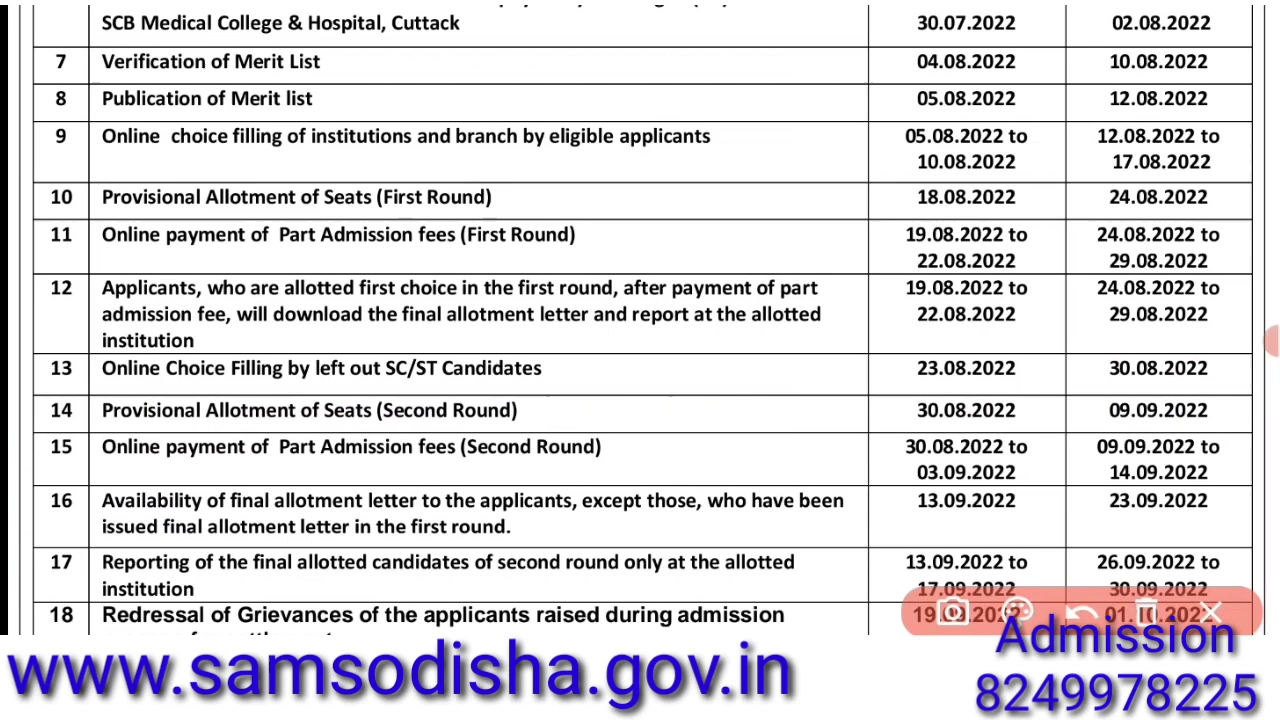 SCB Medical College & Hospital, Cuttack 30.07.2022 02.08.2022
7 Verification of Merit List 04.08.2022 10.08.2022
8 Publication of Merit list 05.08.2022 12.08.2022
9 Online choice filling of institutions and branch by eligible applicants 05.08.2022 to 12.08.2022 to
10.08.2022 17.08.2022
10 Provisional Allotment of Seats (First Round) 18.08.2022 24.08.2022
11 Online payment of Part Admission fees (First Round) 19.08.2022 to 24.08.2022 to
22.08.2022 29.08.2022
12 Applicants, who are allotted first choice in the first round, after payment of part 19.08.2022 to 24.08.2022 to
admission fee, will download the final allotment letter and report at the allotted 22.08.2022 29.08.2022
institution
13 Online Choice Filling by left out SC/ST Candidates 23.08.2022 30.08.2022
14 Provisional Allotment of Seats (Second Round) 30.08.2022 09.09.2022
15 Online payment of Part Admission fees (Second Round) 30.08.2022 to 09.09.2022 to
03.09.2022 14.09.2022
16 Availability of final allotment letter to the applicants, except those, who have been 13.09.2022 23.09.2022
issued final allotment letter in the first round.
17 Reporting of the final allotted candidates of second round only at the allotted 13.09.2022 to 26.09.2022 to
institution 17.09.2022 30.09.2022
18 Redressal of Grievances of the applicants raised during admission
www.samsodisha.gov.in
Admission
8249978225